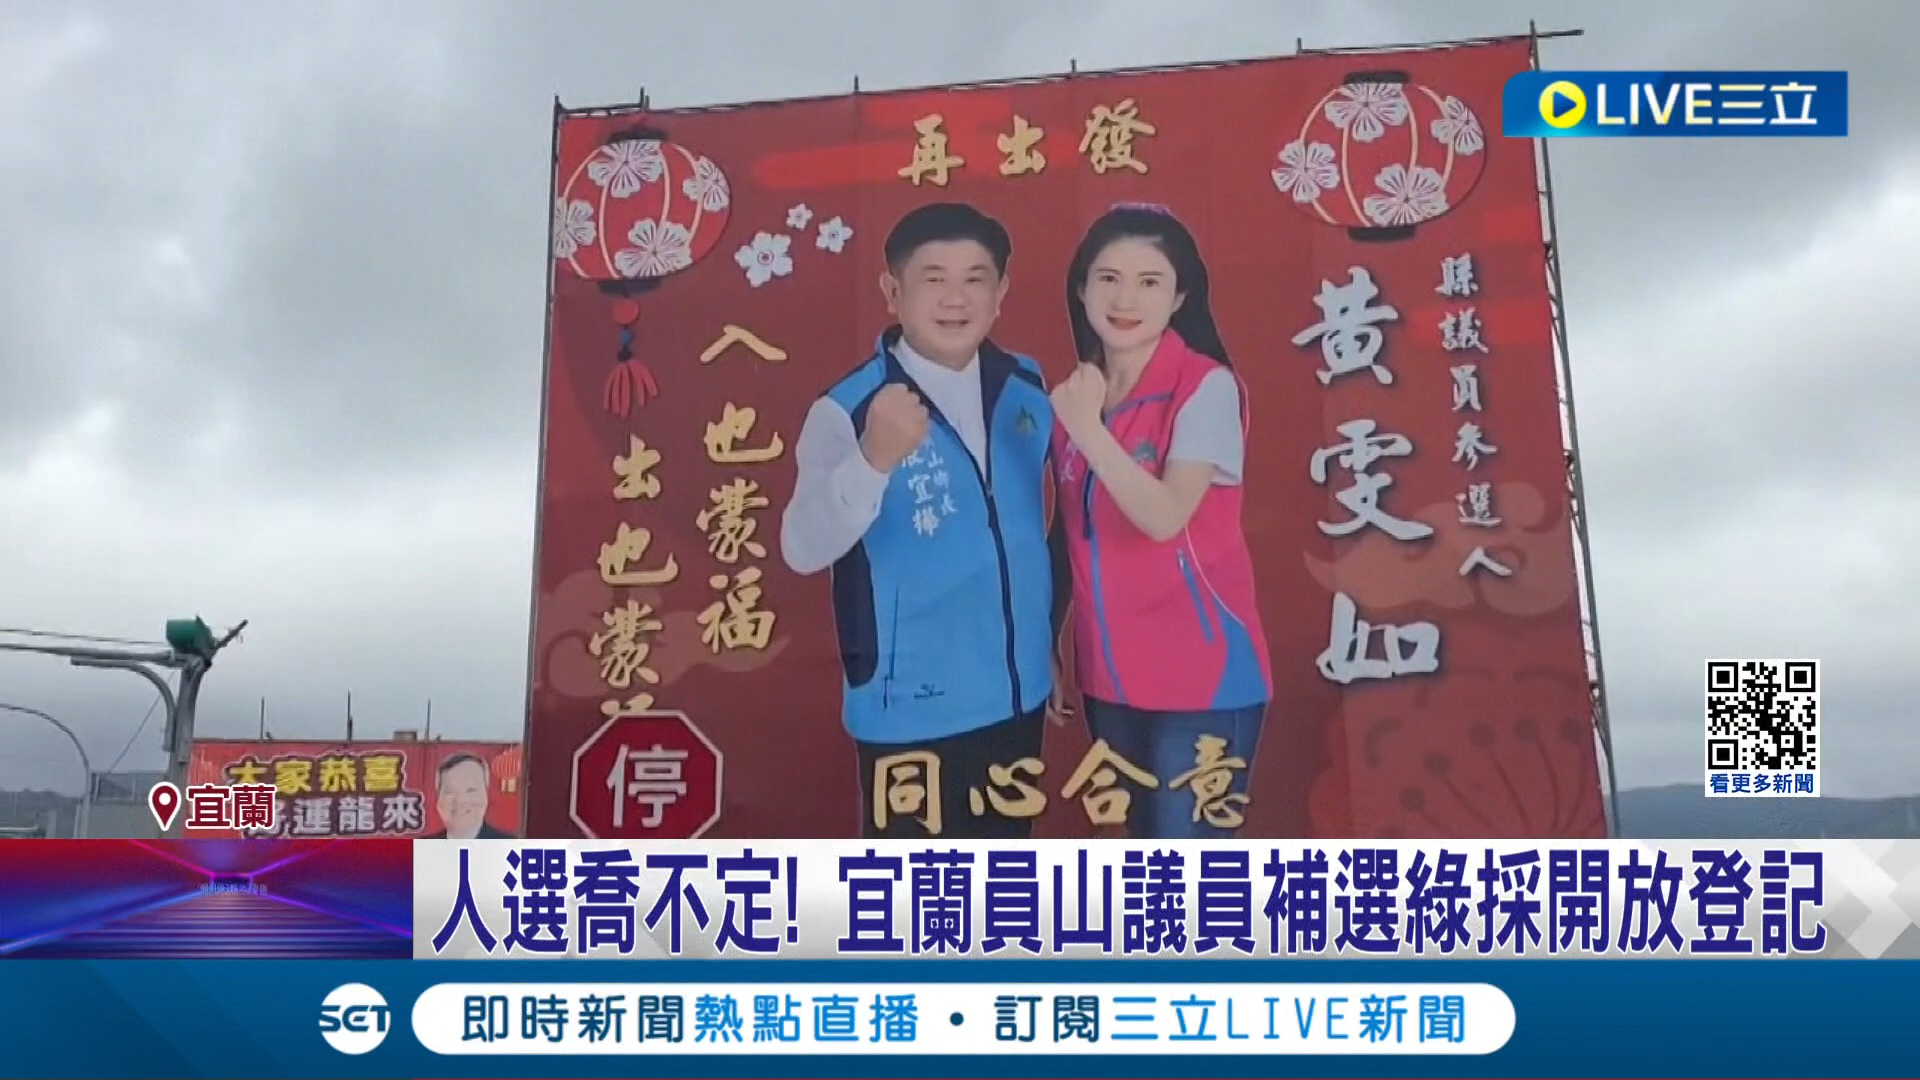 LIVE三立
再出發
縣議員參選人
黃雯如
入也蒙福
出也蒙
山鄉長
宜樺
同心合意
停
大家恭喜
運龍來
宜蘭
看更多新聞
人選喬不定! 宜蘭員山議員補選綠採開放登記
SET
即時新聞熱點直播・訂閱三立LIVE新聞